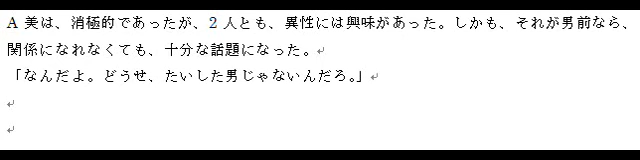 A 美は、消極的であったが、2 人とも、異性には興味があった。しかも、それが男前なら、
関係になれなくても、十分な話題になった。
「なんだよ。どうせ、たいした男じゃないんだろ。」